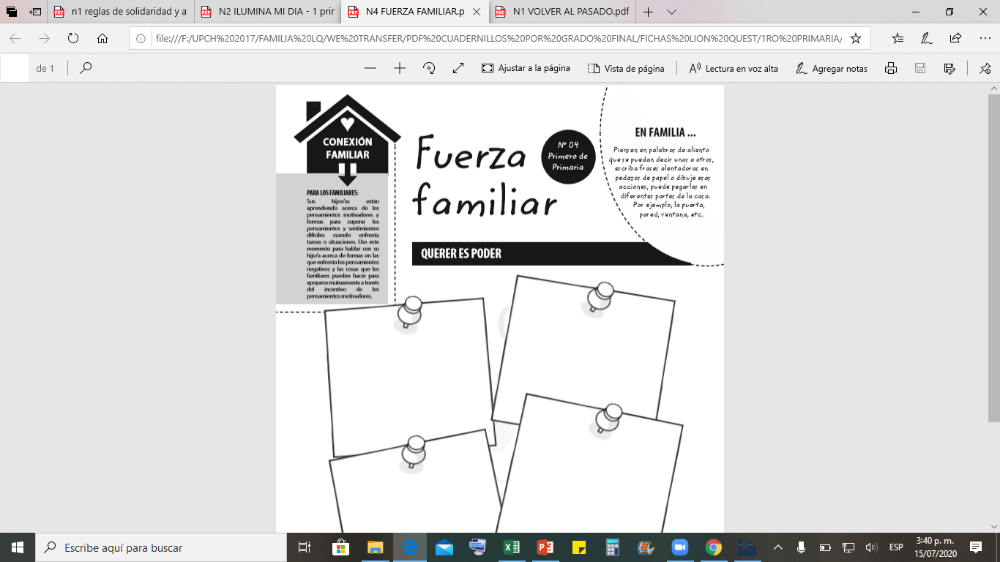 n1 reglas de solidaridad y a
N2 ILUMINA MI DIA - 1 prir
N4 FUERZA FAMILIAR.p
N1 VOLVER AL PASADO.pdf
file:///F:/UPCH%202017/FAMILIA%20LQ/WE%20TRANSFER/PDF%20CUADERNILLOS%20POR%20GRADO%20FINAL/FICHAS%20LION%20QUEST/1RO%20PRIMARIA/
de 1
Ajustar a la página
Vista de página
Lectura en voz alta
Agregar notas
CONEXIÓN
FAMILIAR
PARA LOS FAMILIARES:
Sus hijos/as están
aprendiendo acerca de los
pensamientos motivadores y
formas para superar los
pensamientos y sentimientos
difíciles cuando enfrenta
tareas o situaciones. Use este
momento para hablar con su
hijo/a acerca de formas en las
que enfrenta los pensamientos
negativos y las cosas que los
familiares pueden hacer para
apoyarse mutuamente a través
del incentivo de los
pensamientos motivadores.
Fuerza
familiar
N° 04
Primero de
Primaria
EN FAMILIA ...
Piensen en palabras de aliento
que se puedan decir unos a otros,
escriba frases alentadoras en
pedazos de papel o dibuje esas
acciones, puede pegarlas en
diferentes partes de la casa.
Por ejemplo, la puerta,
pared, ventana, etc.
QUERER ES PODER
Escribe aquí para buscar
ESP
3:40 p. m.
15/07/2020